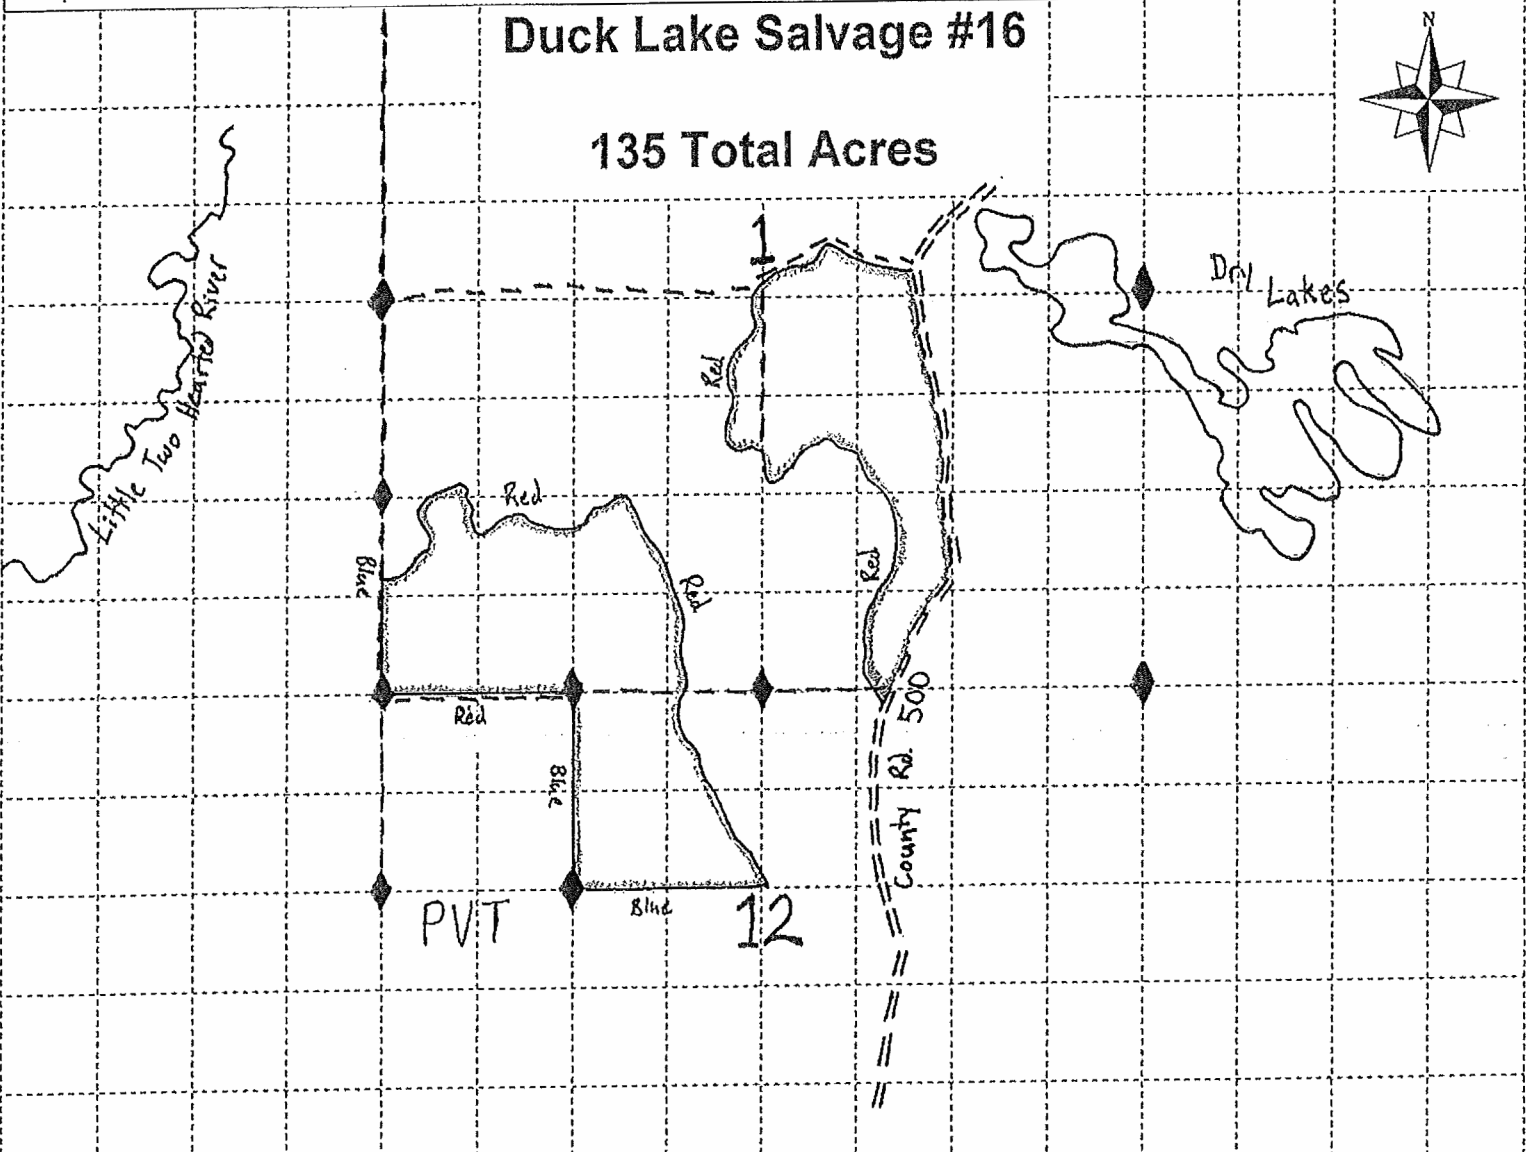 Duck Lake Salvage #16
135 Total Acres
N
1
Dry Lakes
Little Two Hearted River
Red
Red
Blue
Red
Red
Red
500
County Rd.
Blue
Blue
12
PVT